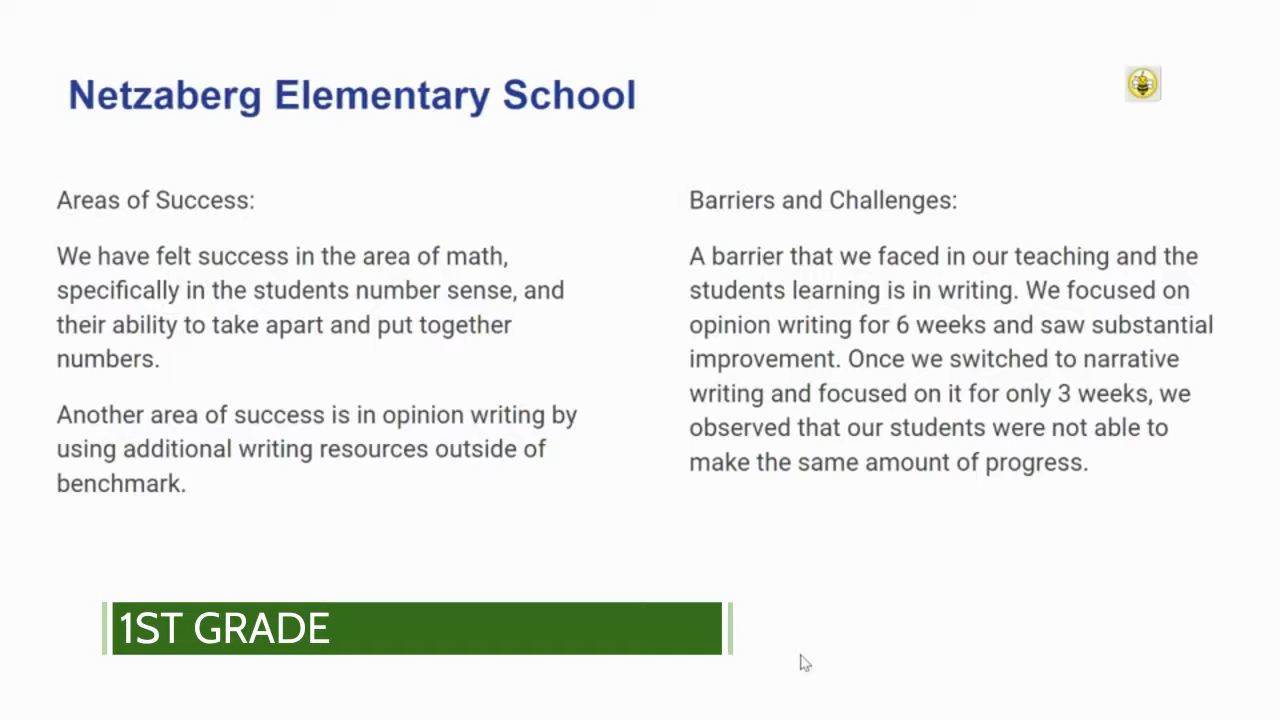 Netzaberg Elementary School
Areas of Success:
We have felt success in the area of math,
specifically in the students number sense, and
their ability to take apart and put together
numbers.
Another area of success is in opinion writing by
using additional writing resources outside of
benchmark.
Barriers and Challenges:
A barrier that we faced in our teaching and the
students learning is in writing. We focused on
opinion writing for 6 weeks and saw substantial
improvement. Once we switched to narrative
writing and focused on it for only 3 weeks, we
observed that our students were not able to
make the same amount of progress.
1ST GRADE